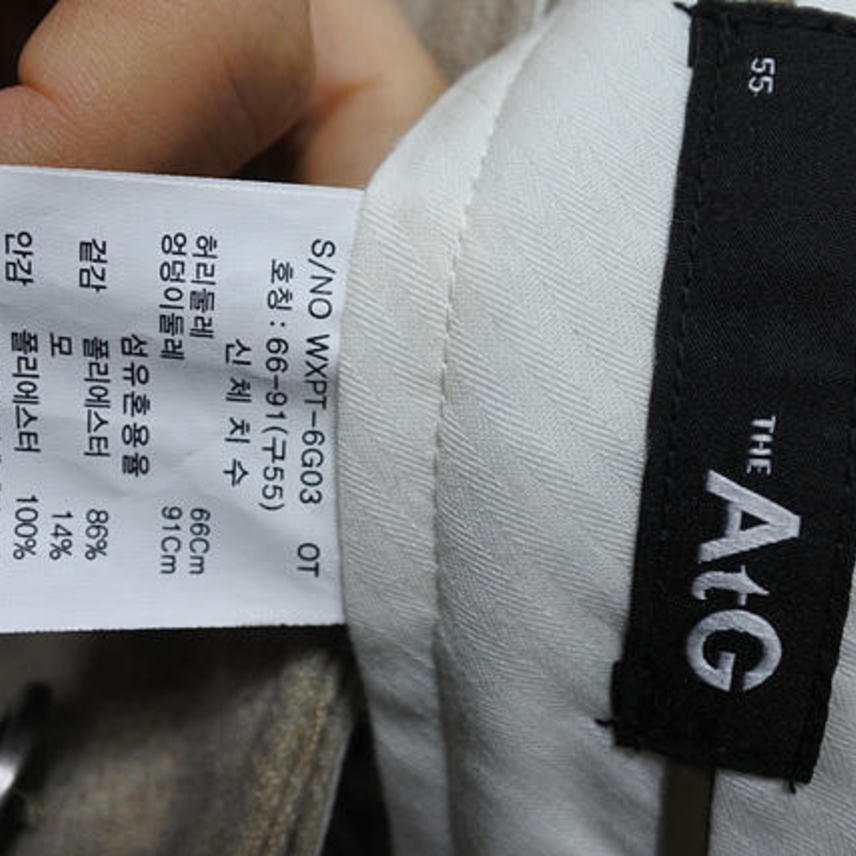 S/NO WXPT-6G03 OT
호칭 : 66-91(구55)
신 체 치 수
허리둘레 66Cm
엉덩이둘레 91Cm
섬유혼용율
겉감 폴리에스터 86%
모 14%
안감 폴리에스터 100%
55
THE
AtG